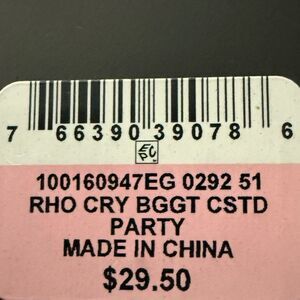 7 66390 39078 6
100160947EG 0292 51
RHO CRY BGGT CSTD
PARTY
MADE IN CHINA
$29.50